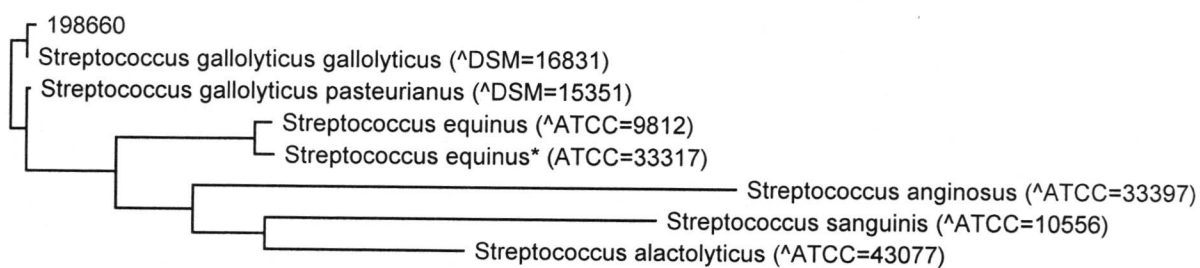 198660
Streptococcus gallolyticus gallolyticus (^DSM=16831)
Streptococcus gallolyticus pasteurianus (^DSM=15351)
Streptococcus equinus (^ATCC=9812)
Streptococcus equinus* (ATCC=33317)
Streptococcus anginosus (^ATCC=33397)
Streptococcus sanguinis (^ATCC=10556)
Streptococcus alactolyticus (^ATCC=43077)